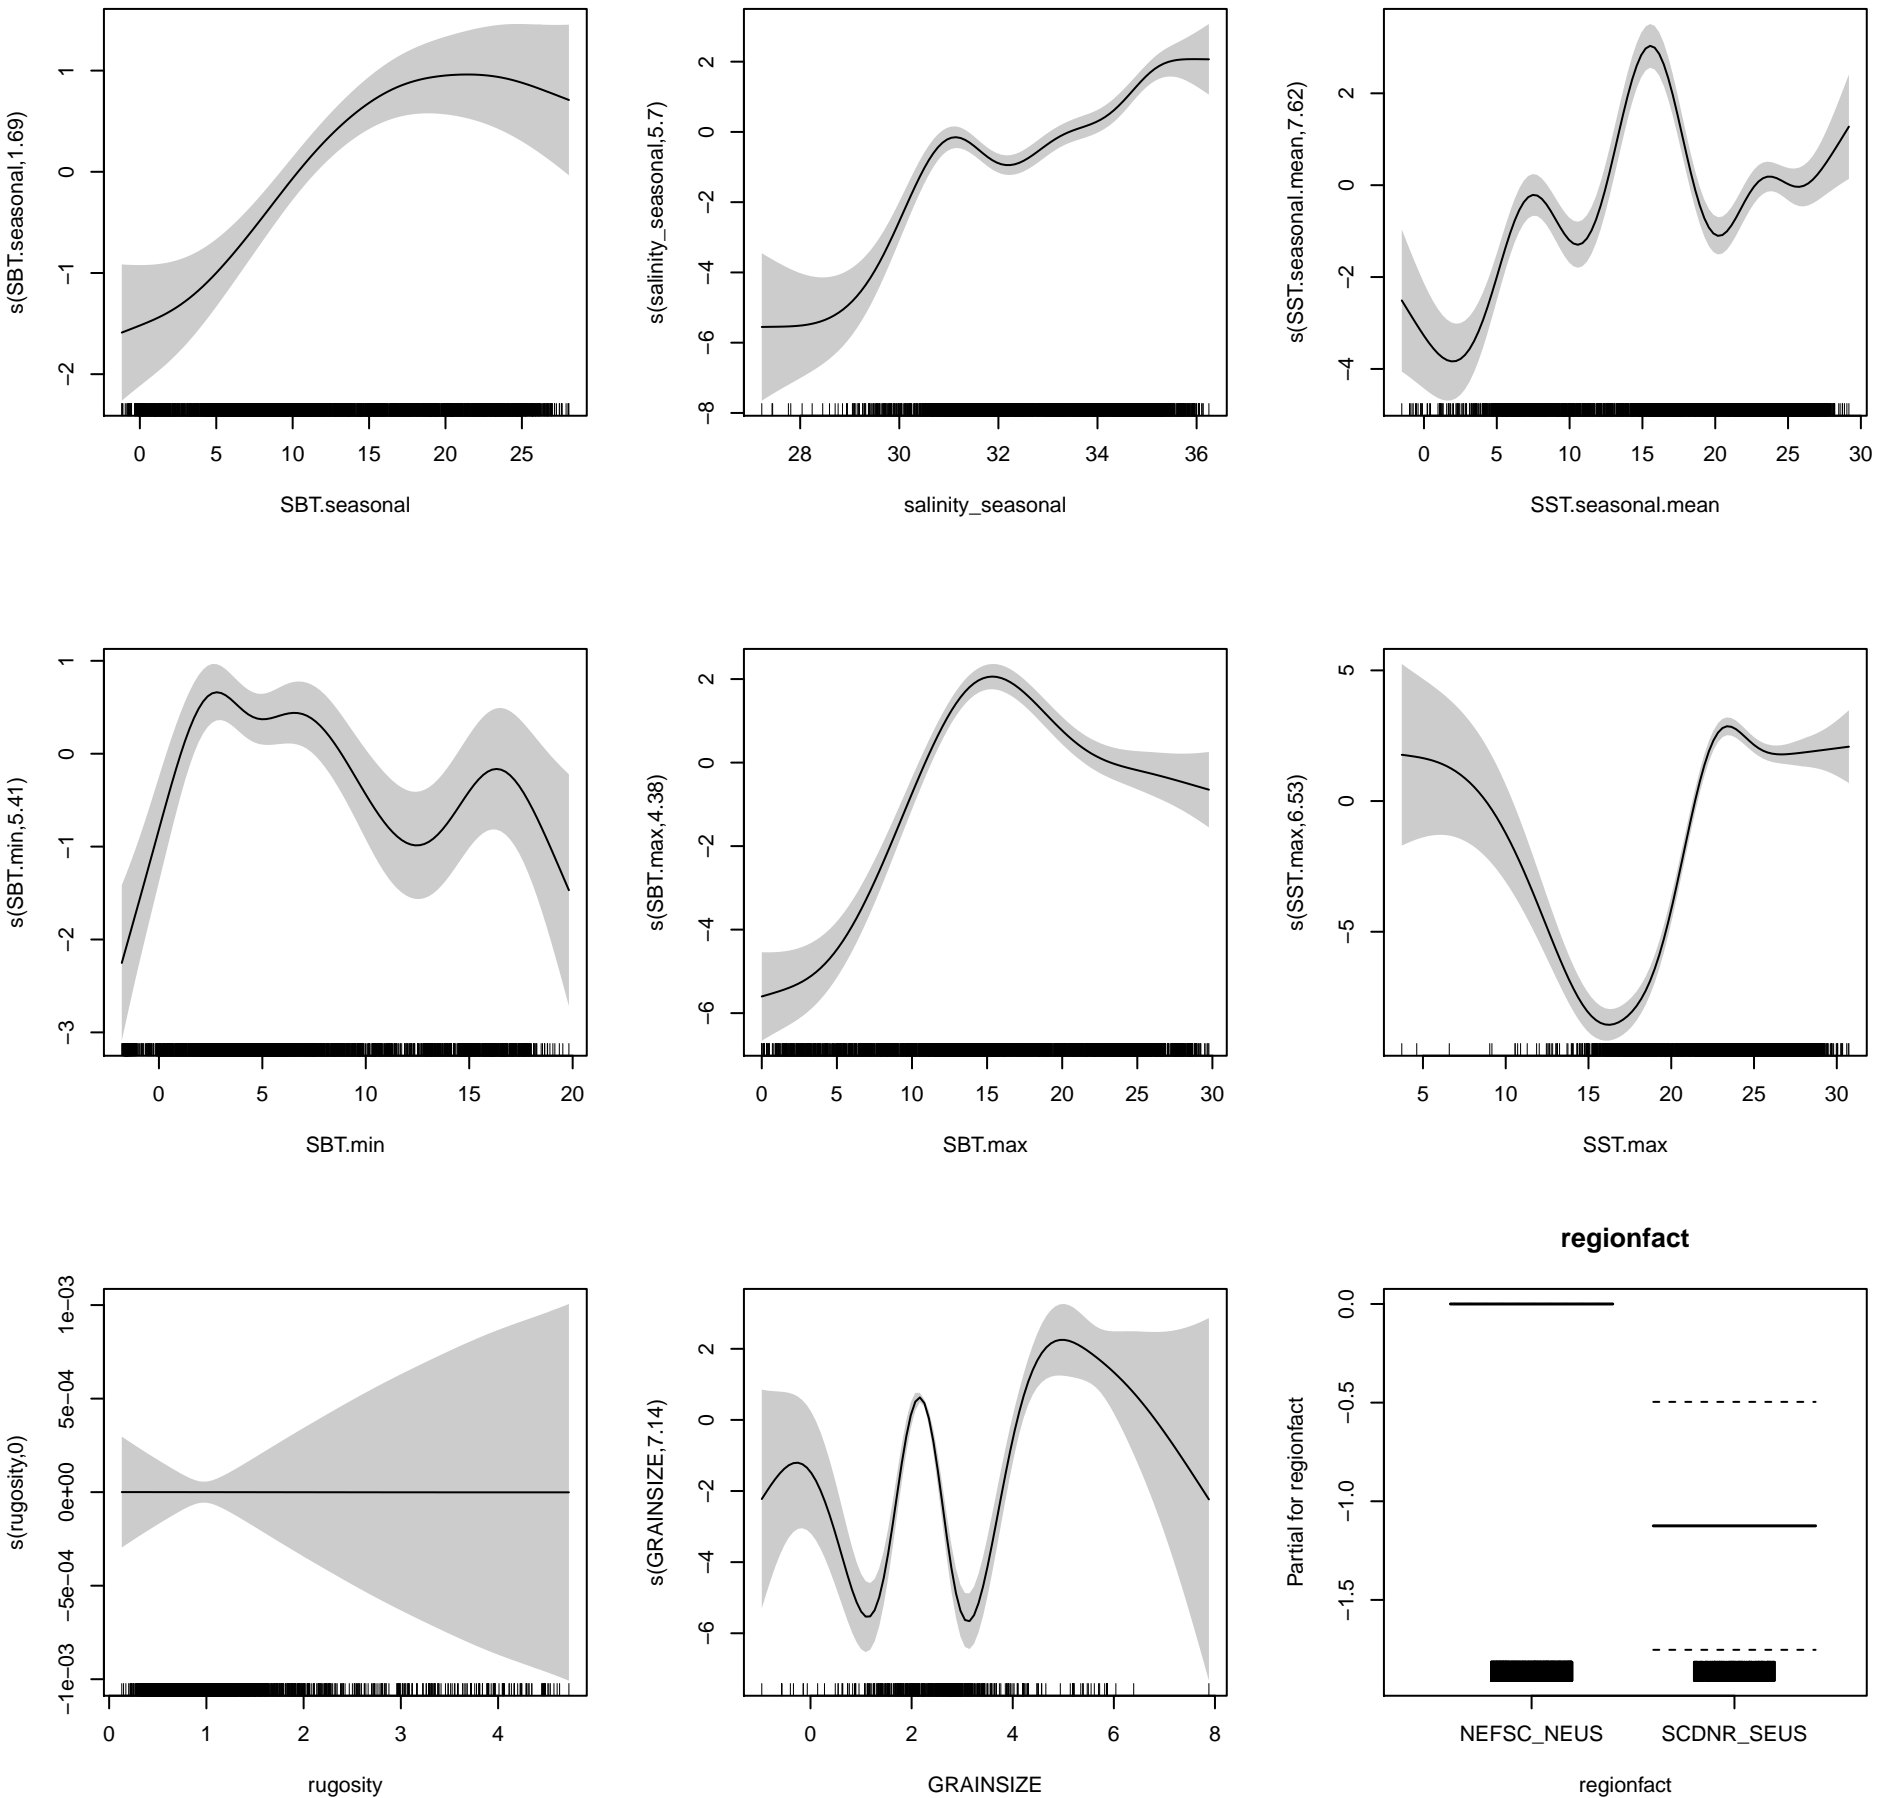 s(SBT.seasonal,1.69)
1
0
−1
−2
0 5 10 15 20 25
SBT.seasonal
s(salinity_seasonal,5.7)
2
0
−2
−4
−6
−8
28 30 32 34 36
salinity_seasonal
s(SST.seasonal.mean,7.62)
2
0
−2
−4
0 5 10 15 20 25 30
SST.seasonal.mean
s(SBT.min,5.41)
1
0
−1
−2
−3
0 5 10 15 20
SBT.min
s(SBT.max,4.38)
2
0
−2
−4
−6
0 5 10 15 20 25 30
SBT.max
s(SST.max,6.53)
5
0
−5
5 10 15 20 25 30
SST.max
s(rugosity,0)
1e−03
5e−04
0e+00
−5e−04
−1e−03
0 1 2 3 4
rugosity
s(GRAINSIZE,7.14)
2
0
−2
−4
−6
0 2 4 6 8
GRAINSIZE
regionfact
Partial for regionfact
0.0
−0.5
−1.0
−1.5
NEFSC_NEUS SCDNR_SEUS
regionfact